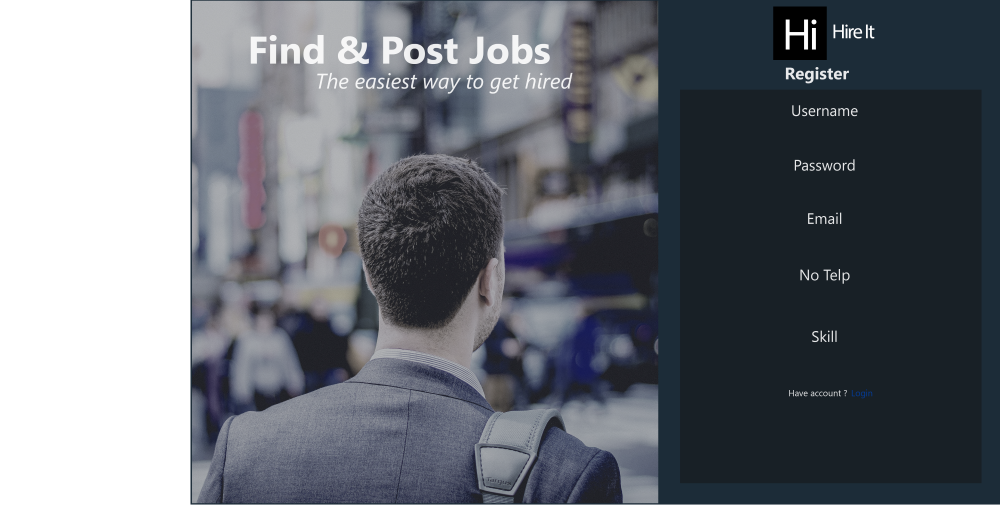 Find & Post Jobs
The easiest way to get hired
Hi Hire It
Register
Username
Password
Email
No Telp
Skill
Have account ? Login